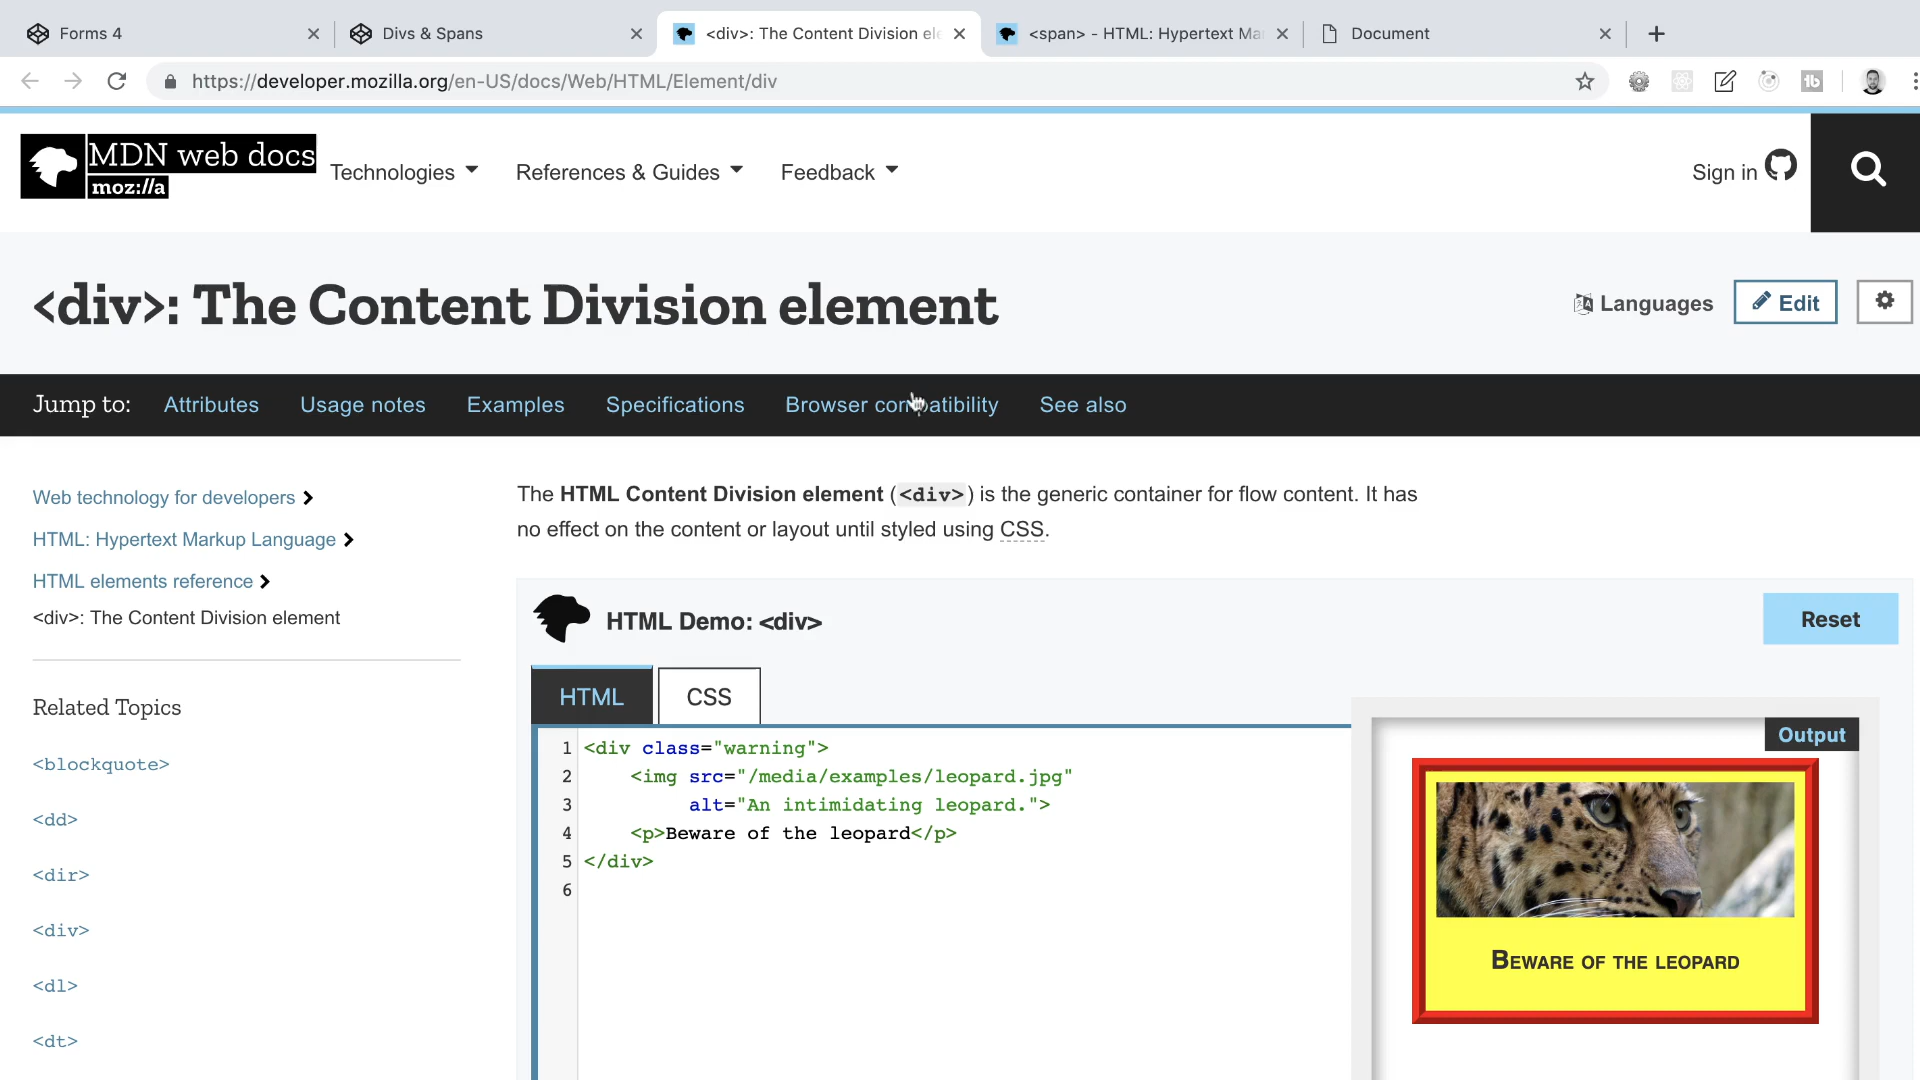 Forms 4
Divs & Spans
<div>: The Content Division ele
<span> - HTML: Hypertext Ma
Document
https://developer.mozilla.org/en-US/docs/Web/HTML/Element/div
MDN web docs
moz://a
Technologies
References & Guides
Feedback
Sign in
<div>: The Content Division element
Languages
Edit
Jump to:
Attributes
Usage notes
Examples
Specifications
Browser compatibility
See also
Web technology for developers
HTML: Hypertext Markup Language
HTML elements reference
<div>: The Content Division element
Related Topics
<blockquote>
<dd>
<dir>
<div>
<dl>
<dt>
The HTML Content Division element (<div>) is the generic container for flow content. It has
no effect on the content or layout until styled using CSS.
HTML Demo: <div>
Reset
HTML
CSS
1 <div class="warning">
2 <img src="/media/examples/leopard.jpg"
3 alt="An intimidating leopard.">
4 <p>Beware of the leopard</p>
5 </div>
6
Output
Beware of the leopard